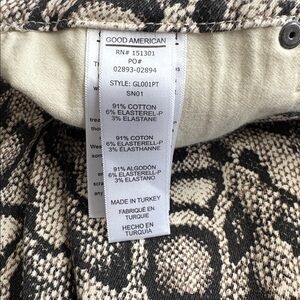 GOOD AMERICAN
RN# 151301
PO#
02893-02894
STYLE: GL001PT
SN01
91% COTTON
6% ELASTERELL-P
3% ELASTANE
91% COTON
6% ELASTERELL-P
3% ÉLASTHANNE
91% ALGODÓN
6% ELASTERELL-P
3% ELASTANO
MADE IN TURKEY
FABRIQUÉ EN
TURQUIE
HECHO EN
TURQUÍA